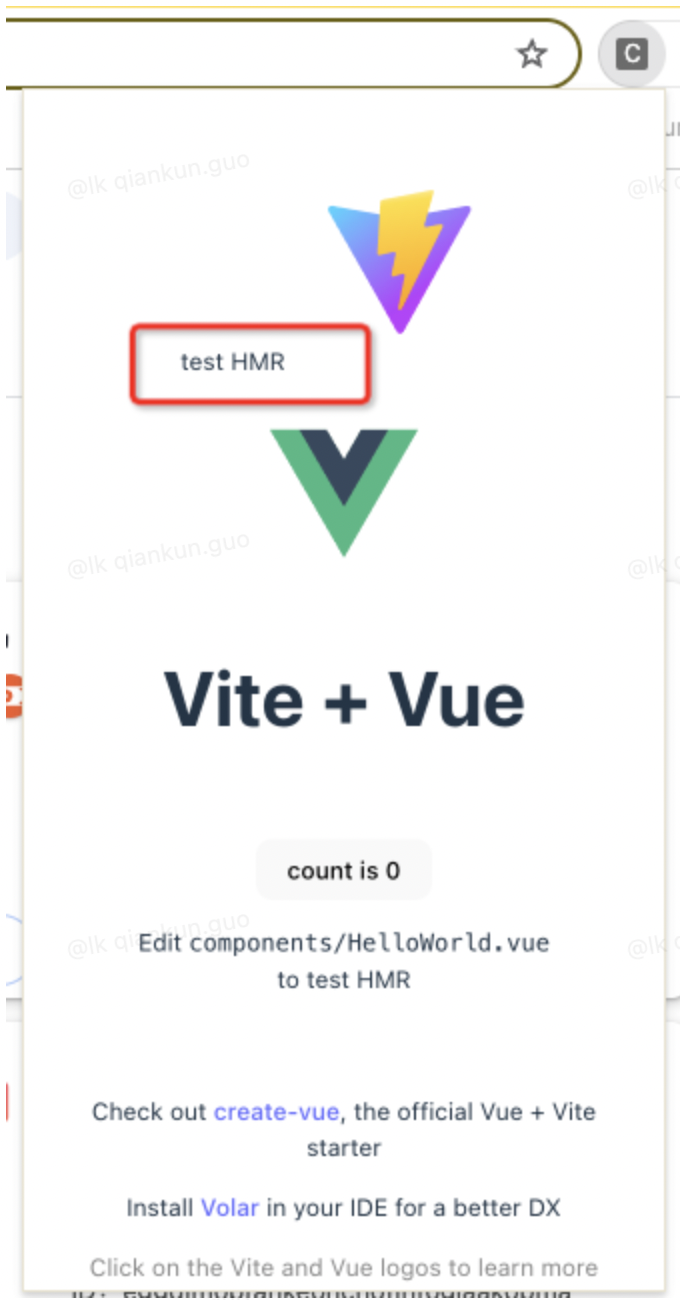 C
@lk qiankun.guo
test HMR
@lk qiankun.guo
Vite + Vue
count is 0
@lk qiankun.guo
Edit components/HelloWorld.vue
to test HMR
Check out create-vue, the official Vue + Vite
starter
Install Volar in your IDE for a better DX
Click on the Vite and Vue logos to learn more